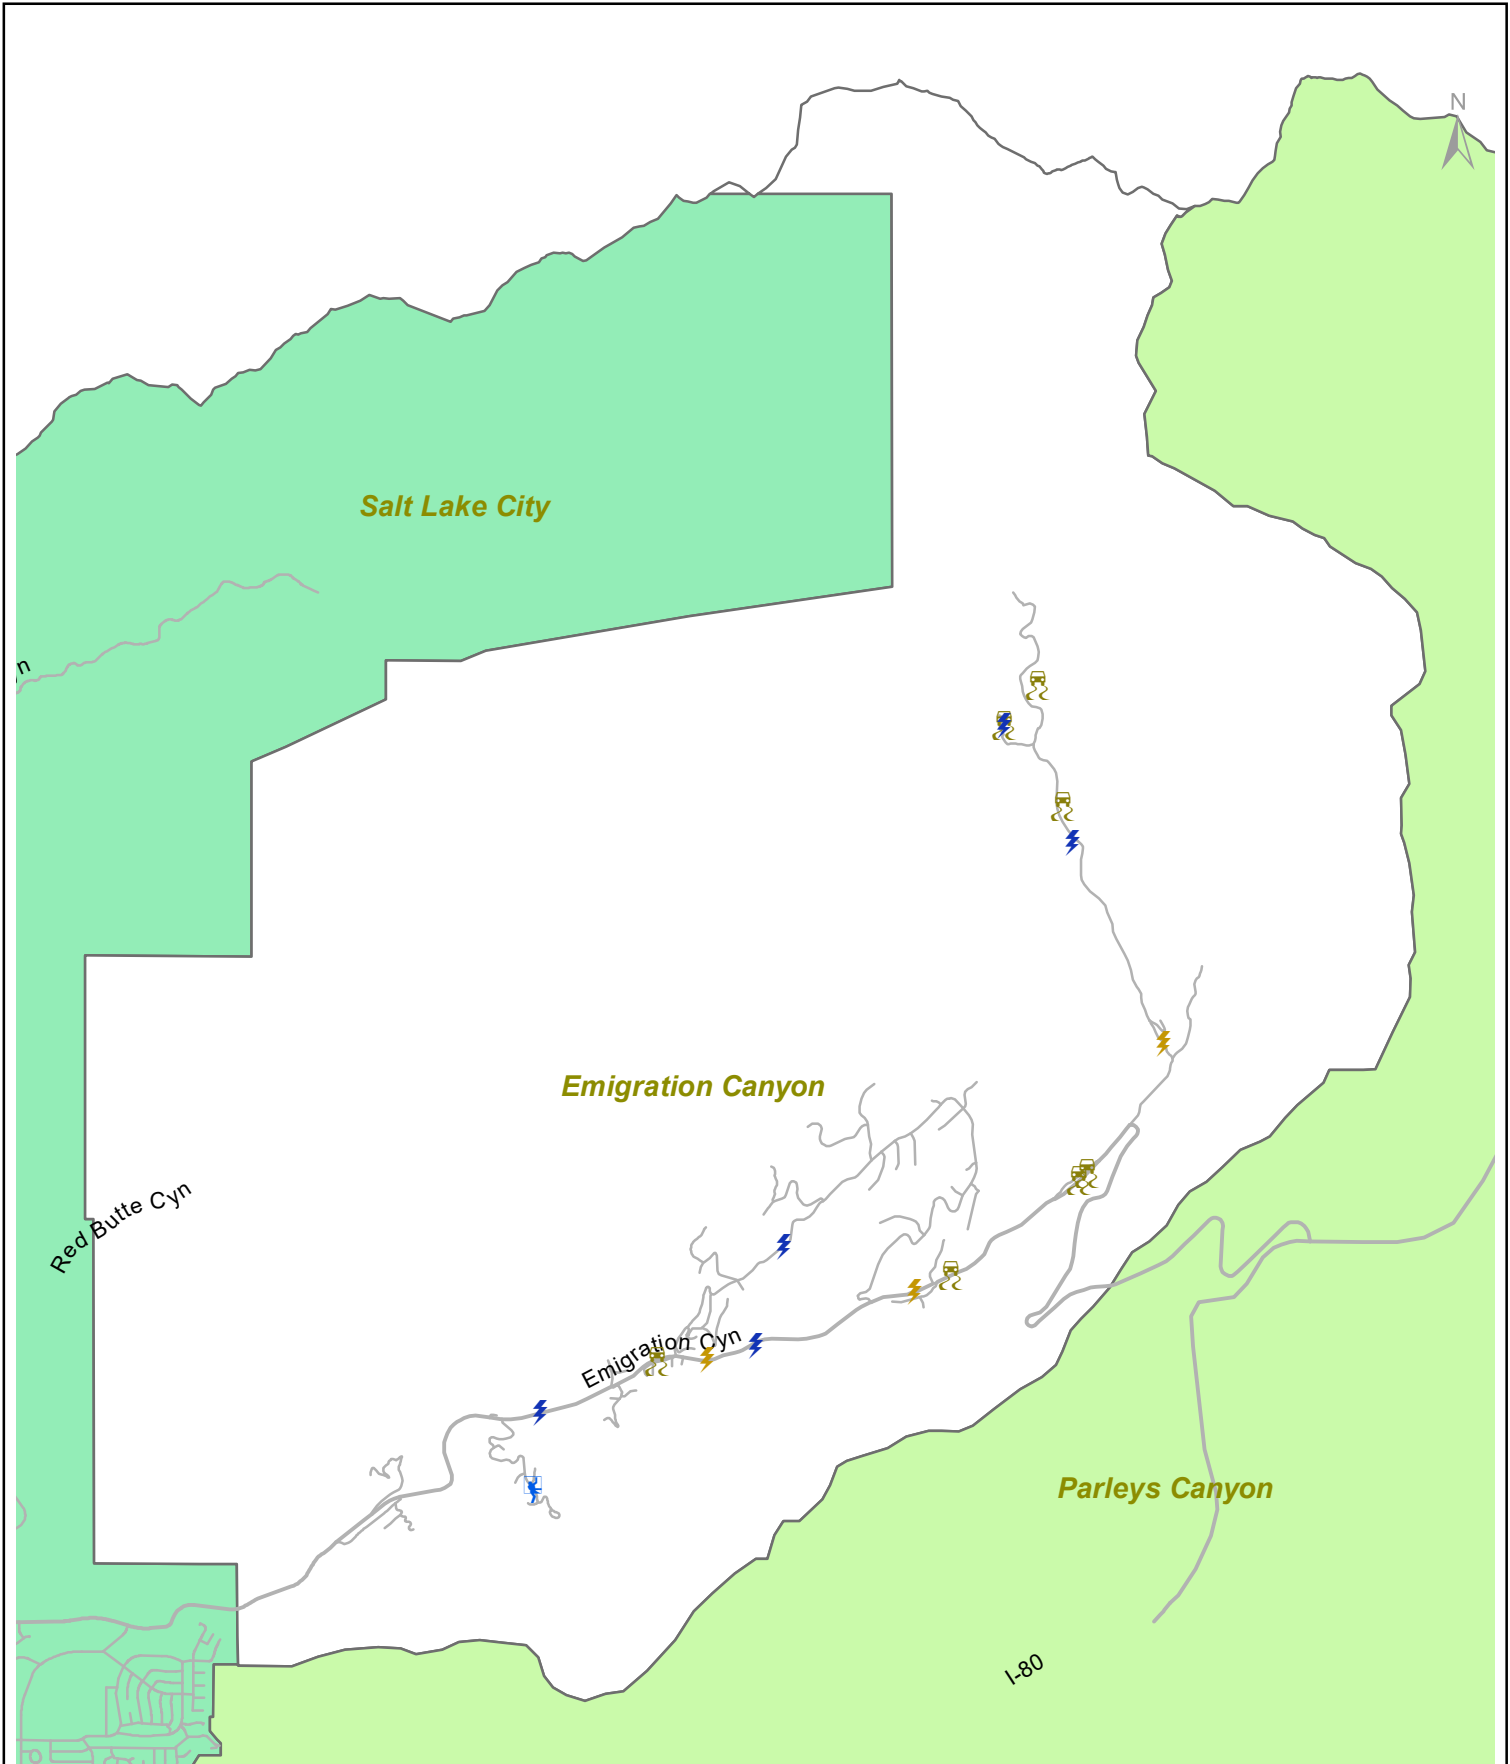 N
Salt Lake City
n
Emigration Canyon
Red Butte Cyn
Emigration Cyn
Parleys Canyon
I-80